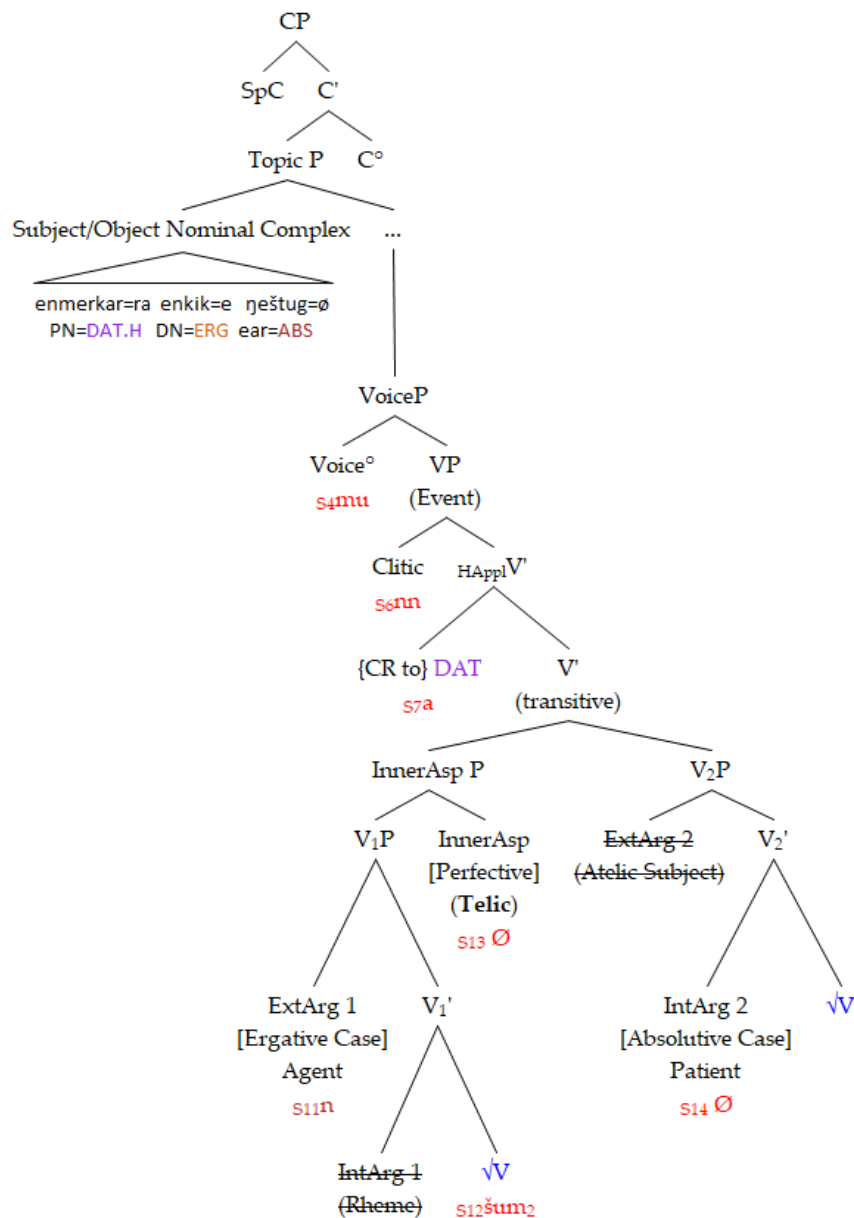 CP
SpC C'
Topic P C°
Subject/Object Nominal Complex ...
enmerkar=ra enkik=e ŋeštug=ø
PN=DAT.H DN=ERG ear=ABS
VoiceP
Voice° VP
s₄mu (Event)
Clitic HApplV'
s₆nn
{CR to} DAT V'
s₇a (transitive)
InnerAsp P V₂P
V₁P InnerAsp ExtArg 2 V₂'
[Perfective] (Atelic Subject)
(Telic)
s₁₃ Ø
ExtArg 1 V₁' IntArg 2 √V
[Ergative Case] [Absolutive Case]
Agent Patient
s₁₁n s₁₄ Ø
IntArg 1 √V
(Rheme) s₁₂šum₂